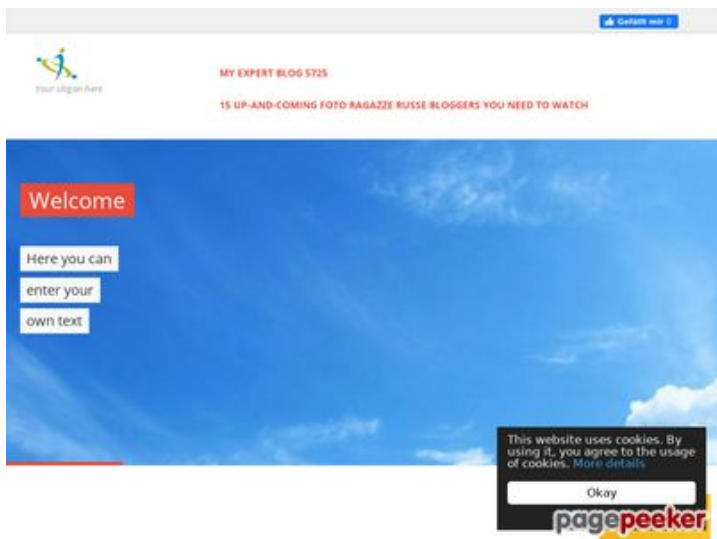 Gefällt mir 0
Your slogan here
MY EXPERT BLOG 5725
15 UP-AND-COMING FOTO RAGAZZE RUSSE BLOGGERS YOU NEED TO WATCH
Welcome
Here you can
enter your
own text
This website uses cookies. By
using it, you agree to the usage
of cookies. More details
Okay
pagepeeker